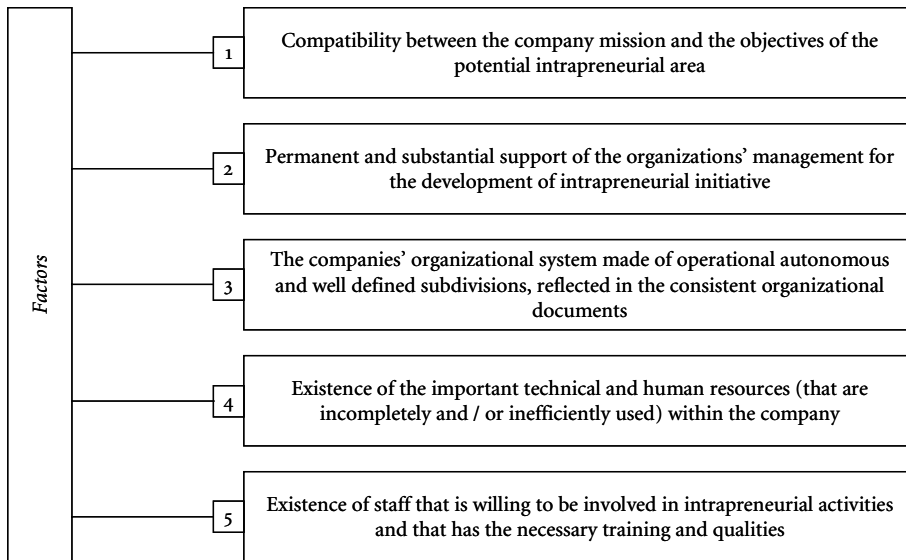 Factors
1
Compatibility between the company mission and the objectives of the
potential intrapreneurial area
2
Permanent and substantial support of the organizations’ management for
the development of intrapreneurial initiative
3
The companies’ organizational system made of operational autonomous
and well defined subdivisions, reflected in the consistent organizational
documents
4
Existence of the important technical and human resources (that are
incompletely and / or inefficiently used) within the company
5
Existence of staff that is willing to be involved in intrapreneurial activities
and that has the necessary training and qualities